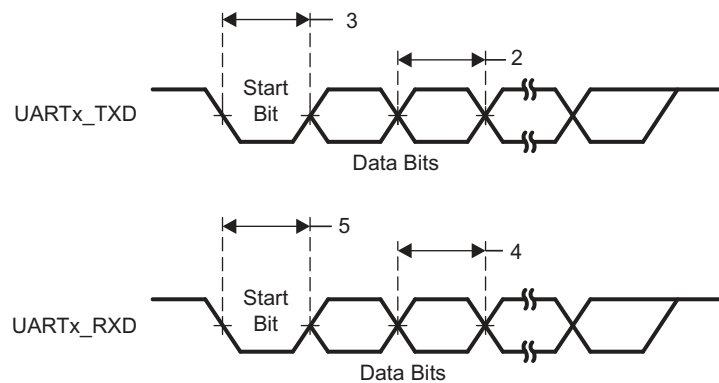 3
2
Start
Bit
UARTx_TXD
Data Bits
5
4
Start
Bit
UARTx_RXD
Data Bits